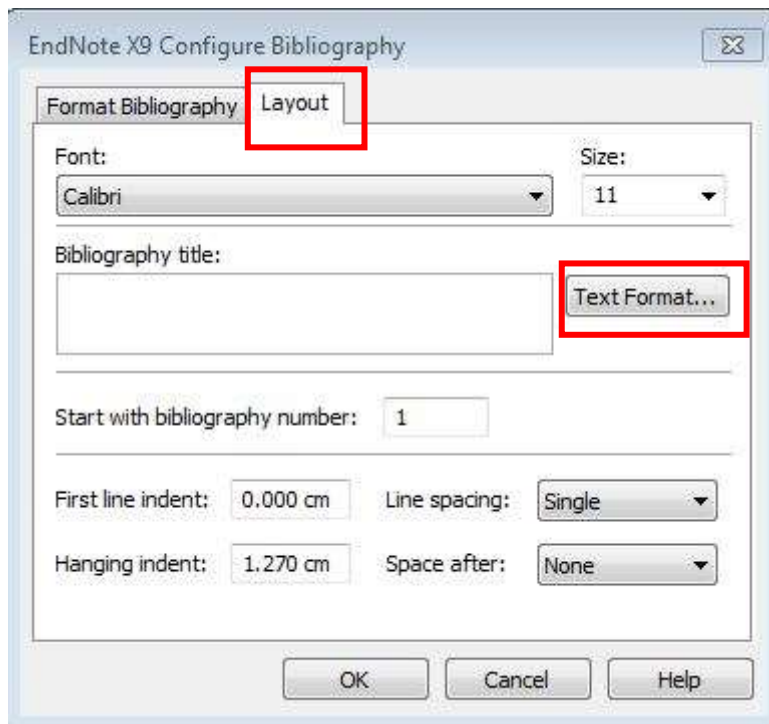 EndNote X9 Configure Bibliography
Format Bibliography Layout
Font: Size:
Calibri 11
Bibliography title:
Text Format...
Start with bibliography number: 1
First line indent: 0.000 cm Line spacing: Single
Hanging indent: 1.270 cm Space after: None
OK Cancel Help